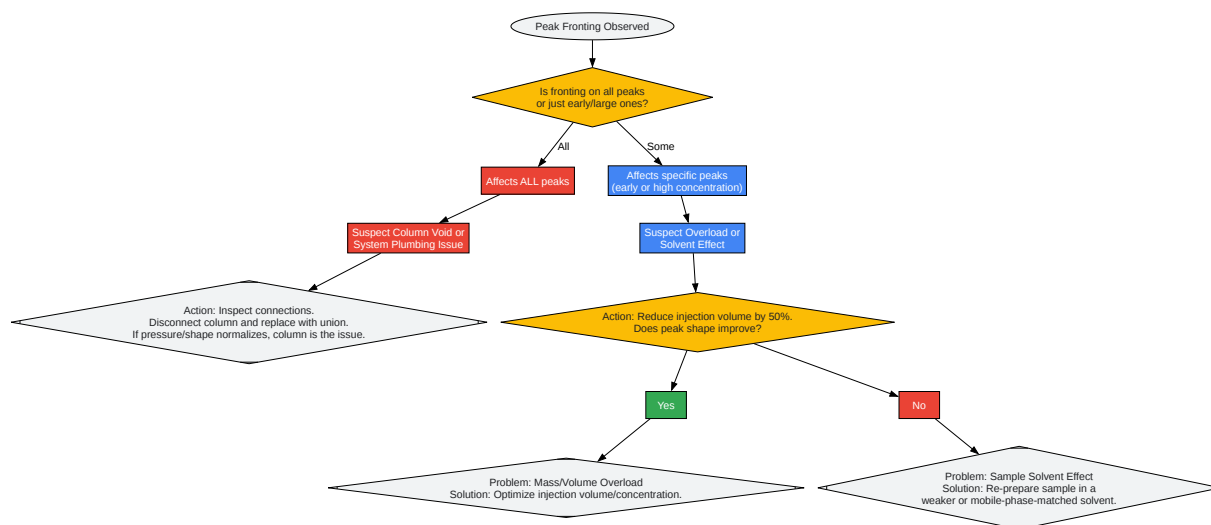 Peak Fronting Observed
Is fronting on all peaks
or just early/large ones?
All
Some
Affects ALL peaks
Affects specific peaks
(early or high concentration)
Suspect Column Void or
System Plumbing Issue
Suspect Overload or
Solvent Effect
Action: Inspect connections.
Disconnect column and replace with union.
If pressure/shape normalizes, column is the issue.
Action: Reduce injection volume by 50%.
Does peak shape improve?
Yes
No
Problem: Mass/Volume Overload
Solution: Optimize injection volume/concentration.
Problem: Sample Solvent Effect
Solution: Re-prepare sample in a
weaker or mobile-phase-matched solvent.